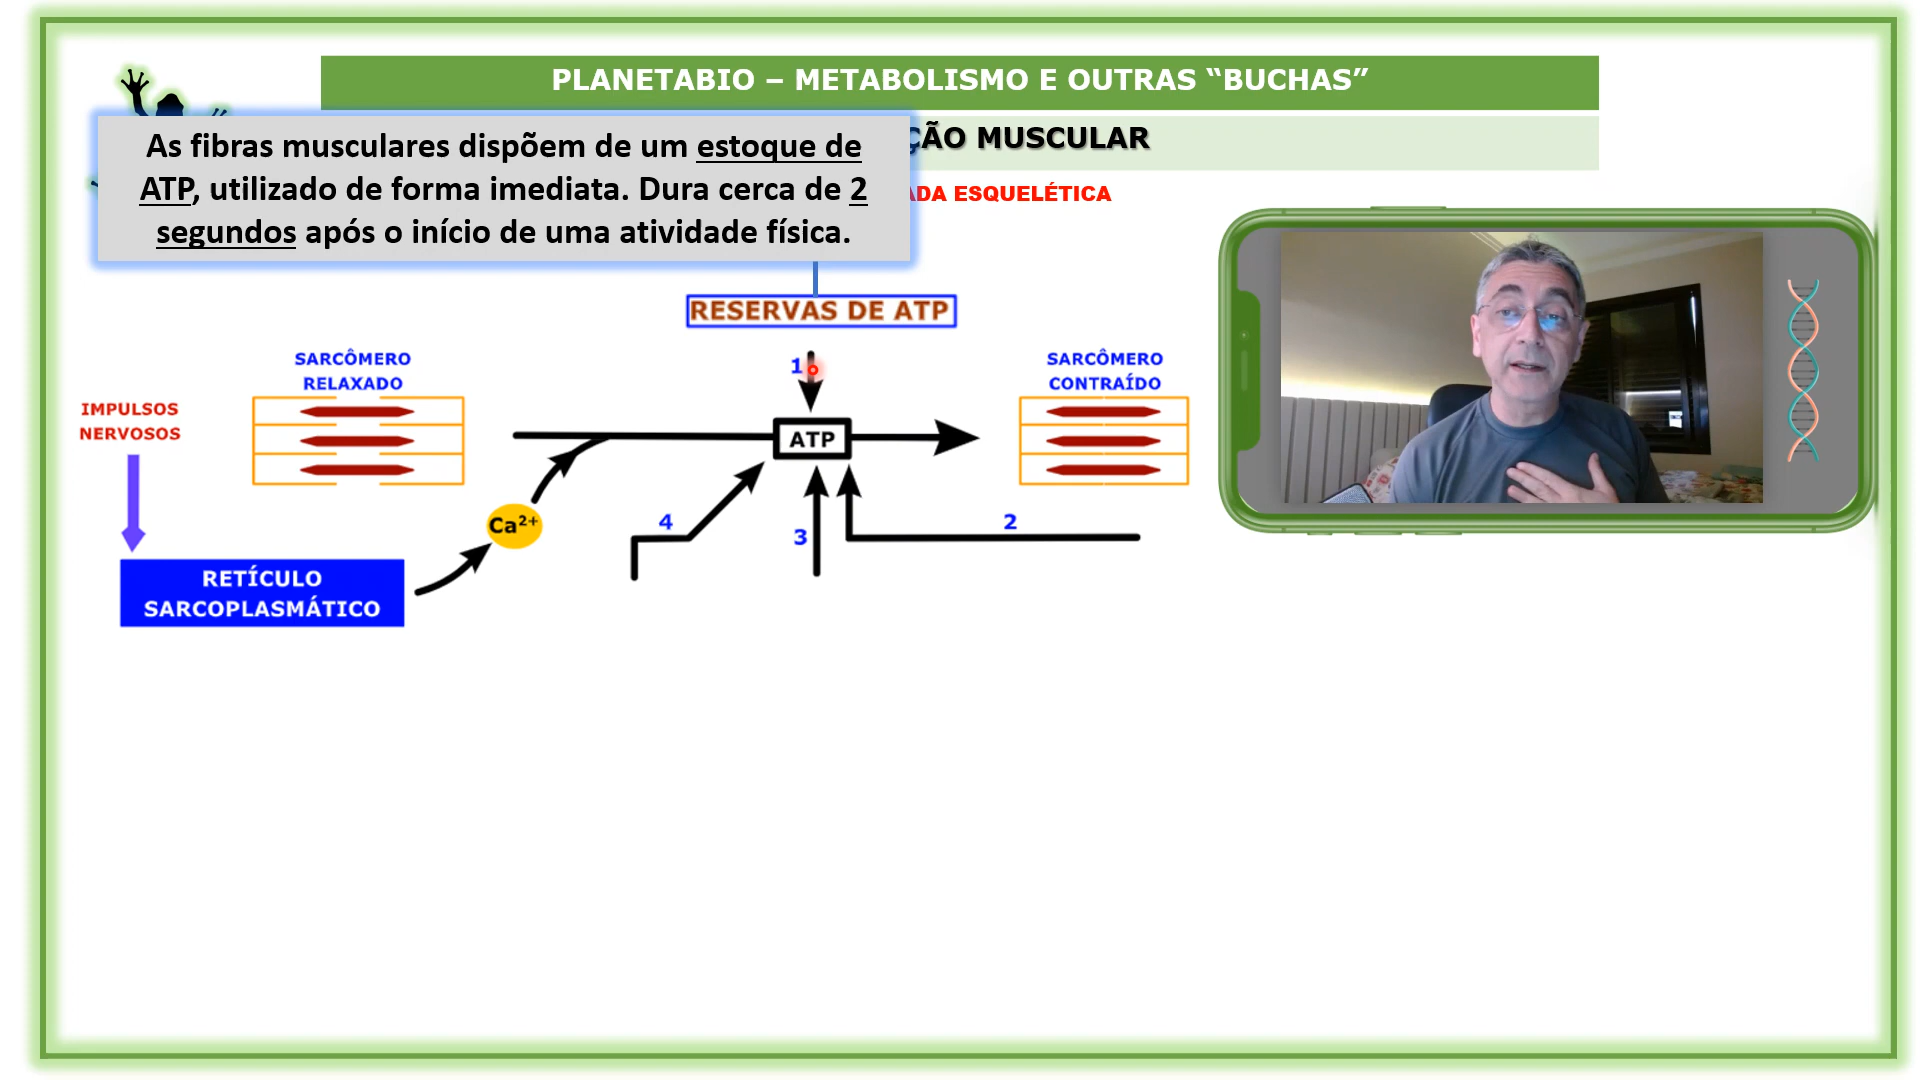 PLANETABIO – METABOLISMO E OUTRAS “BUCHAS”
As fibras musculares dispõem de um estoque de
ATP, utilizado de forma imediata. Dura cerca de 2
segundos após o início de uma atividade física.
MUSCULAR
ESQUELÉTICA
RESERVAS DE ATP
1
SARCÔMERO
RELAXADO
SARCÔMERO
CONTRAÍDO
IMPULSOS
NERVOSOS
ATP
Ca²⁺
4
3
2
RETÍCULO
SARCOPLASMÁTICO